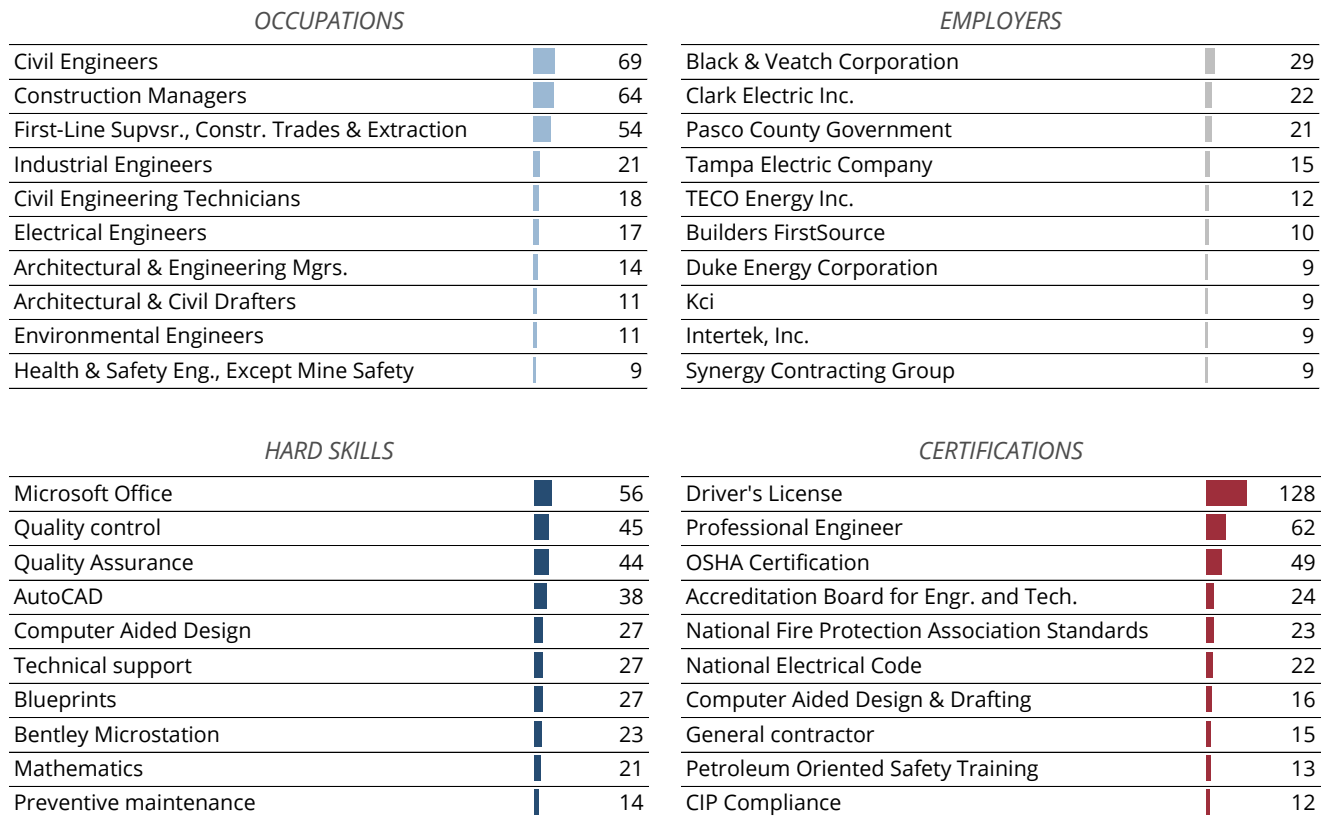 OCCUPATIONS
Civil Engineers 69
Construction Managers 64
First-Line Supvsr., Constr. Trades & Extraction 54
Industrial Engineers 21
Civil Engineering Technicians 18
Electrical Engineers 17
Architectural & Engineering Mgrs. 14
Architectural & Civil Drafters 11
Environmental Engineers 11
Health & Safety Eng., Except Mine Safety 9
EMPLOYERS
Black & Veatch Corporation 29
Clark Electric Inc. 22
Pasco County Government 21
Tampa Electric Company 15
TECO Energy Inc. 12
Builders FirstSource 10
Duke Energy Corporation 9
Kci 9
Intertek, Inc. 9
Synergy Contracting Group 9
HARD SKILLS
Microsoft Office 56
Quality control 45
Quality Assurance 44
AutoCAD 38
Computer Aided Design 27
Technical support 27
Blueprints 27
Bentley Microstation 23
Mathematics 21
Preventive maintenance 14
CERTIFICATIONS
Driver's License 128
Professional Engineer 62
OSHA Certification 49
Accreditation Board for Engr. and Tech. 24
National Fire Protection Association Standards 23
National Electrical Code 22
Computer Aided Design & Drafting 16
General contractor 15
Petroleum Oriented Safety Training 13
CIP Compliance 12